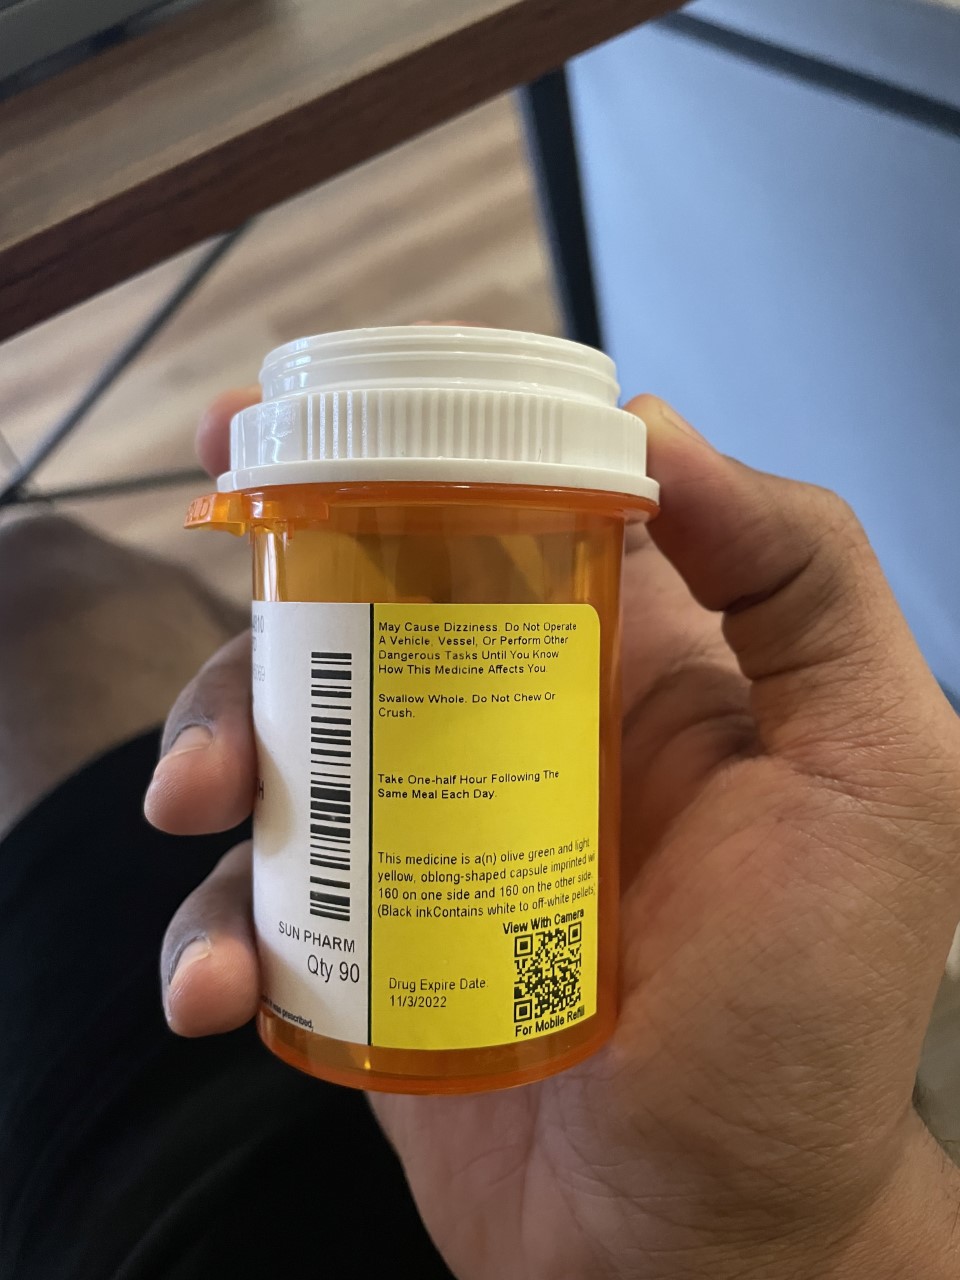 May Cause Dizziness. Do Not Operate
A Vehicle, Vessel, Or Perform Other
Dangerous Tasks Until You Know
How This Medicine Affects You.
Swallow Whole. Do Not Chew Or
Crush.
Take One-half Hour Following The
Same Meal Each Day.
This medicine is a(n) olive green and light
yellow, oblong-shaped capsule imprinted
160 on one side and 160 on the other side.
(Black inkContains white to off-white pellets
View With Camera
Drug Expire Date:
11/3/2022
For Mobile Refill
SUN PHARM
Qty 90
it was prescribed.